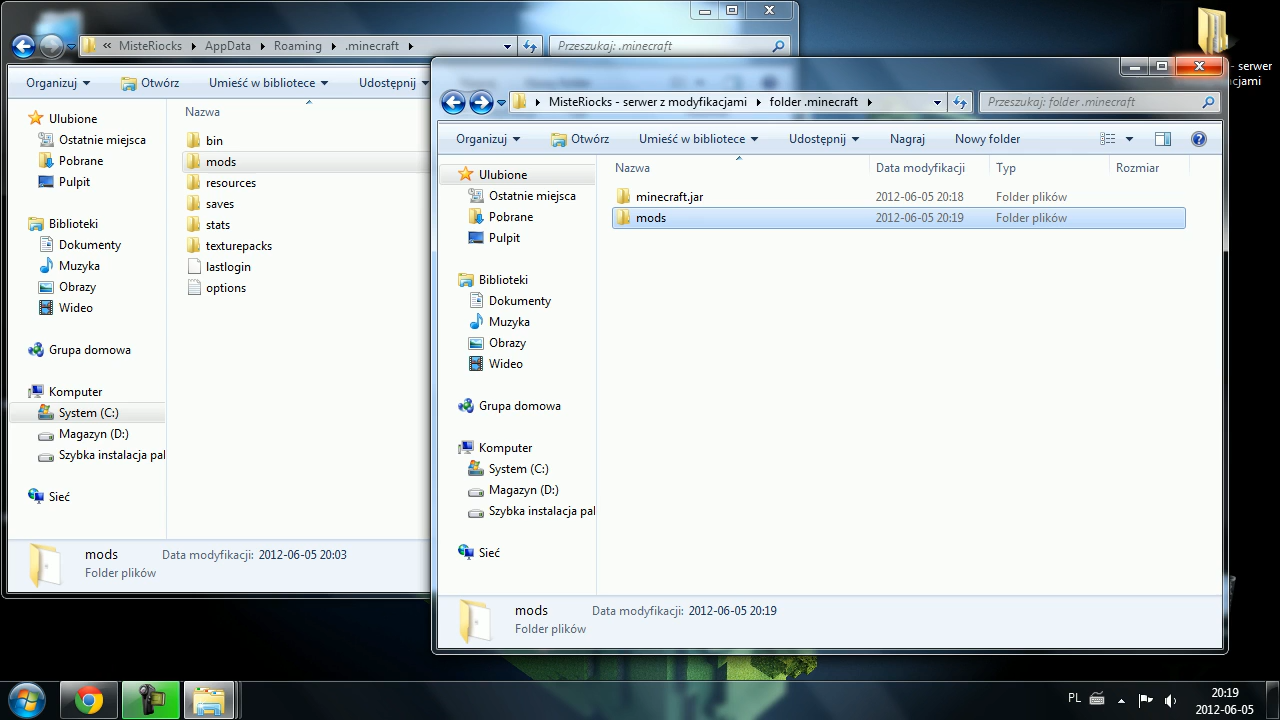 « MisteRiocks AppData Roaming .minecraft
Przeszukaj: .minecraft
Organizuj
Otwórz
Umieść w bibliotece
Udostępnij
Ulubione
Ostatnie miejsca
Pobrane
Pulpit
Biblioteki
Dokumenty
Muzyka
Obrazy
Wideo
Grupa domowa
Komputer
System (C:)
Magazyn (D:)
Szybka instalacja pal
Sieć
Nazwa
bin
mods
resources
saves
stats
texturepacks
lastlogin
options
mods Data modyfikacji: 2012-06-05 20:03
Folder plików
MisteRiocks - serwer z modyfikacjami folder .minecraft
Przeszukaj: folder .minecraft
Organizuj
Otwórz
Umieść w bibliotece
Udostępnij
Nagraj
Nowy folder
Ulubione
Ostatnie miejsca
Pobrane
Pulpit
Biblioteki
Dokumenty
Muzyka
Obrazy
Wideo
Grupa domowa
Komputer
System (C:)
Magazyn (D:)
Szybka instalacja pal
Sieć
Nazwa Data modyfikacji Typ Rozmiar
minecraft.jar 2012-06-05 20:18 Folder plików
mods 2012-06-05 20:19 Folder plików
mods Data modyfikacji: 2012-06-05 20:19
Folder plików
- serwer
acjami
PL
20:19
2012-06-05